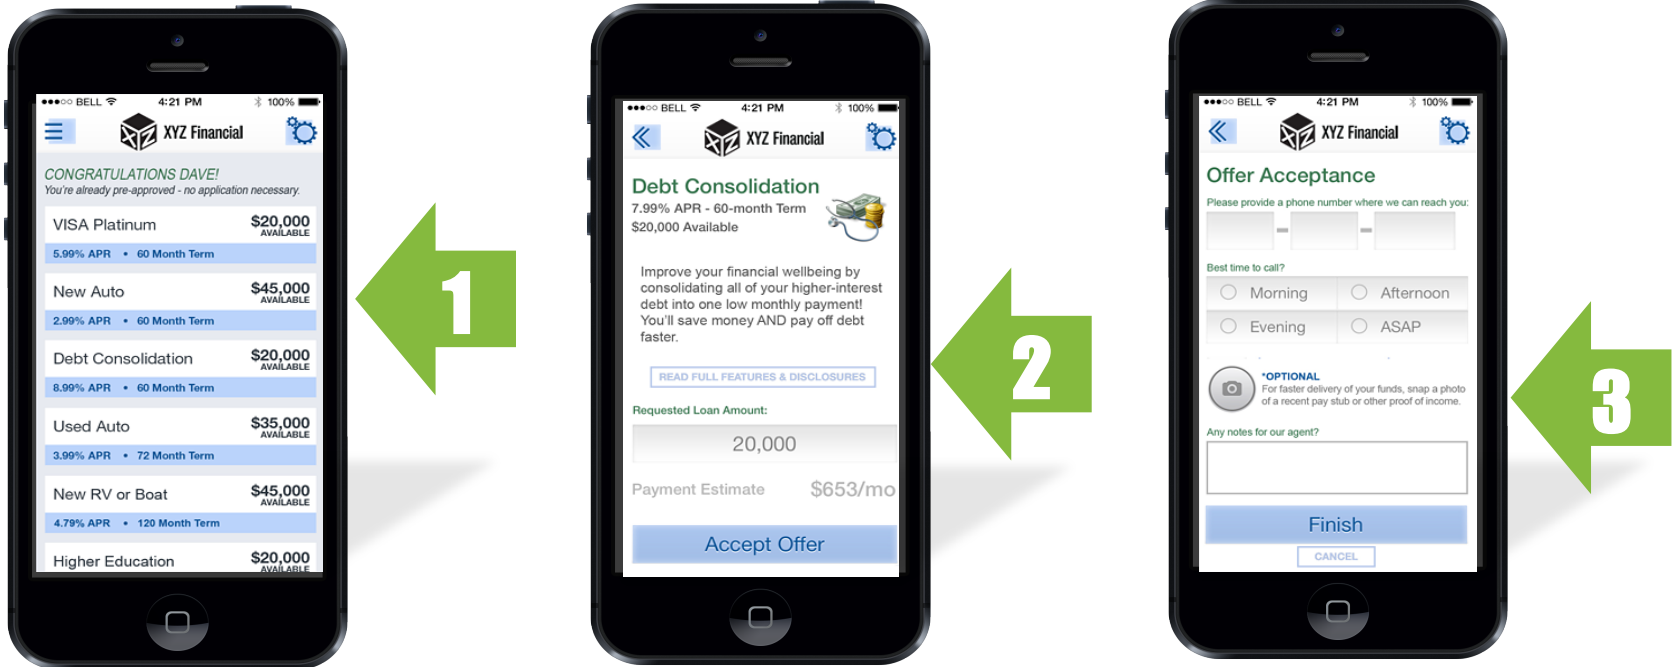 ●●●○○ BELL 4:21 PM 100%
XYZ Financial
CONGRATULATIONS DAVE!
You're already pre-approved - no application necessary.
VISA Platinum $20,000
AVAILABLE
5.99% APR • 60 Month Term
New Auto $45,000
AVAILABLE
2.99% APR • 60 Month Term
Debt Consolidation $20,000
AVAILABLE
8.99% APR • 60 Month Term
Used Auto $35,000
AVAILABLE
3.99% APR • 72 Month Term
New RV or Boat $45,000
AVAILABLE
4.79% APR • 120 Month Term
Higher Education $20,000
AVAILABLE
1
●●●○○ BELL 4:21 PM 100%
XYZ Financial
Debt Consolidation
7.99% APR - 60-month Term
$20,000 Available
Improve your financial wellbeing by
consolidating all of your higher-interest
debt into one low monthly payment!
You'll save money AND pay off debt
faster.
READ FULL FEATURES & DISCLOSURES
Requested Loan Amount:
20,000
Payment Estimate $653/mo
Accept Offer
2
●●●○○ BELL 4:21 PM 100%
XYZ Financial
Offer Acceptance
Please provide a phone number where we can reach you:
Best time to call?
Morning Afternoon
Evening ASAP
*OPTIONAL
For faster delivery of your funds, snap a photo
of a recent pay stub or other proof of income.
Any notes for our agent?
Finish
CANCEL
3